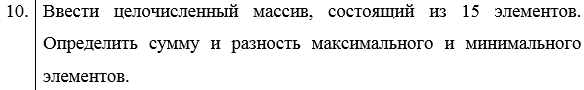 10. Ввести целочисленный массив, состоящий из 15 элементов.
Определить сумму и разность максимального и минимального
элементов.